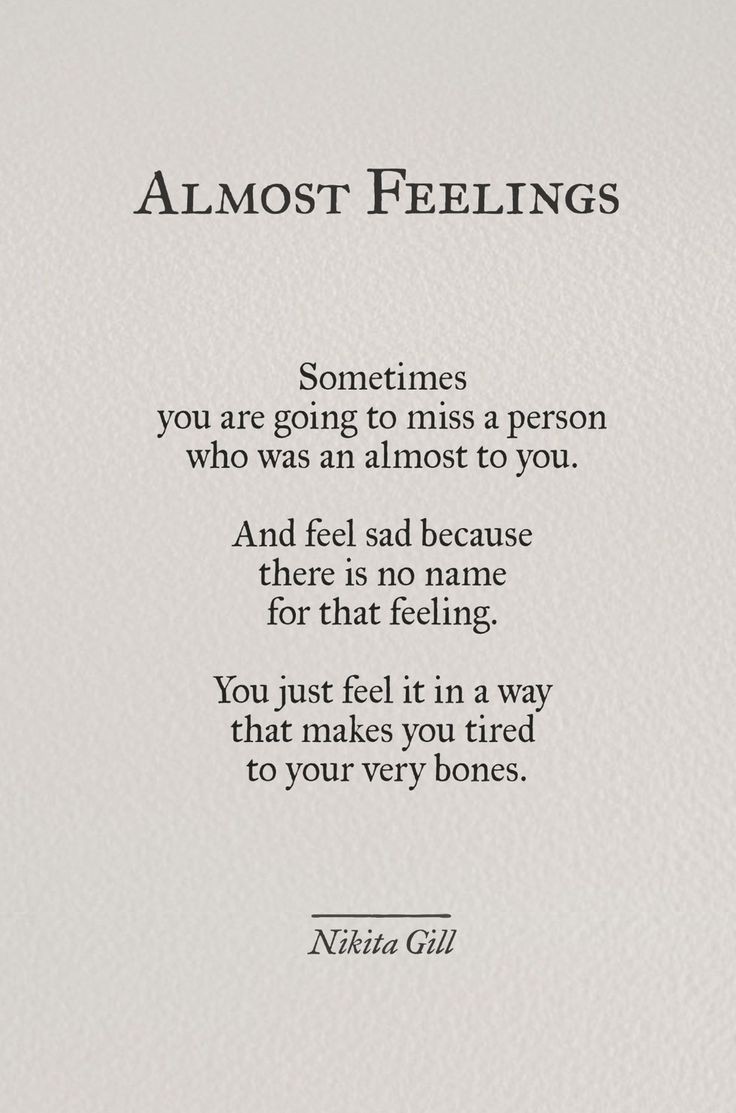 ALMOST FEELINGS
Sometimes
you are going to miss a person
who was an almost to you.
And feel sad because
there is no name
for that feeling.
You just feel it in a way
that makes you tired
to your very bones.
Nikita Gill